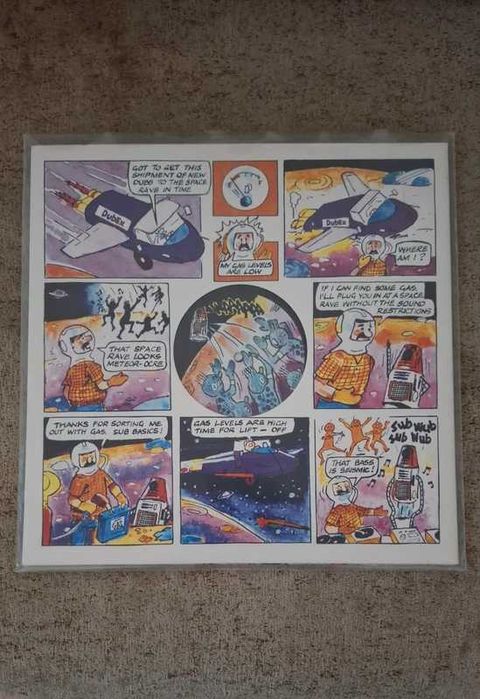 GOT TO GET THIS
SHIPMENT OF NEW
DUBS TO THE SPACE
RAVE IN TIME
DubEx
MY GAS LEVELS
ARE LOW
DubEx
WHERE
AM I ?
THAT SPACE
RAVE LOOKS
METEOR-OCRE
IF I CAN FIND SOME GAS,
I'LL PLUG YOU IN AT A SPACE
RAVE WITHOUT THE SOUND
RESTRICTIONS
THANKS FOR SORTING ME
OUT WITH GAS, SUB BASICS!
GAS
GAS LEVELS ARE HIGH
TIME FOR LIFT - OFF
SUB WUB
SUB WUB
THAT BASS
IS SEISMIC!